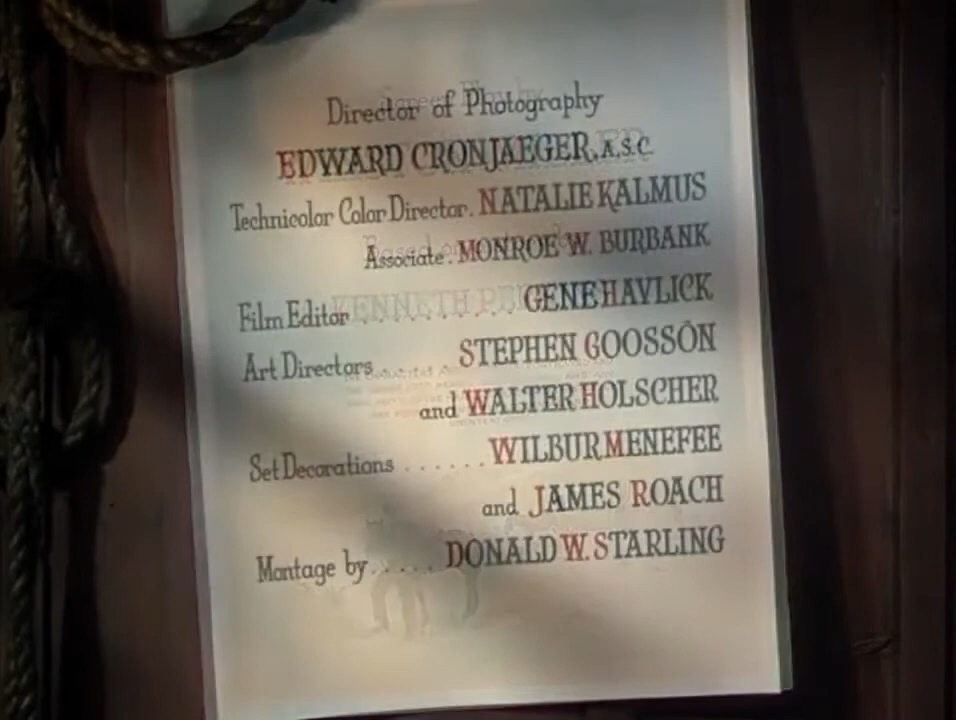 Director of Photography
EDWARD CRONJAEGER, A.S.C.
Technicolor Color Director. NATALIE KALMUS
Associate. MONROE W. BURBANK
Film Editor ......... GENE HAVLICK
Art Directors ...... STEPHEN GOOSSÒN
and WALTER HOLSCHER
Set Decorations ...... WILBUR MENEFEE
and JAMES ROACH
Montage by..... DONALD W. STARLING